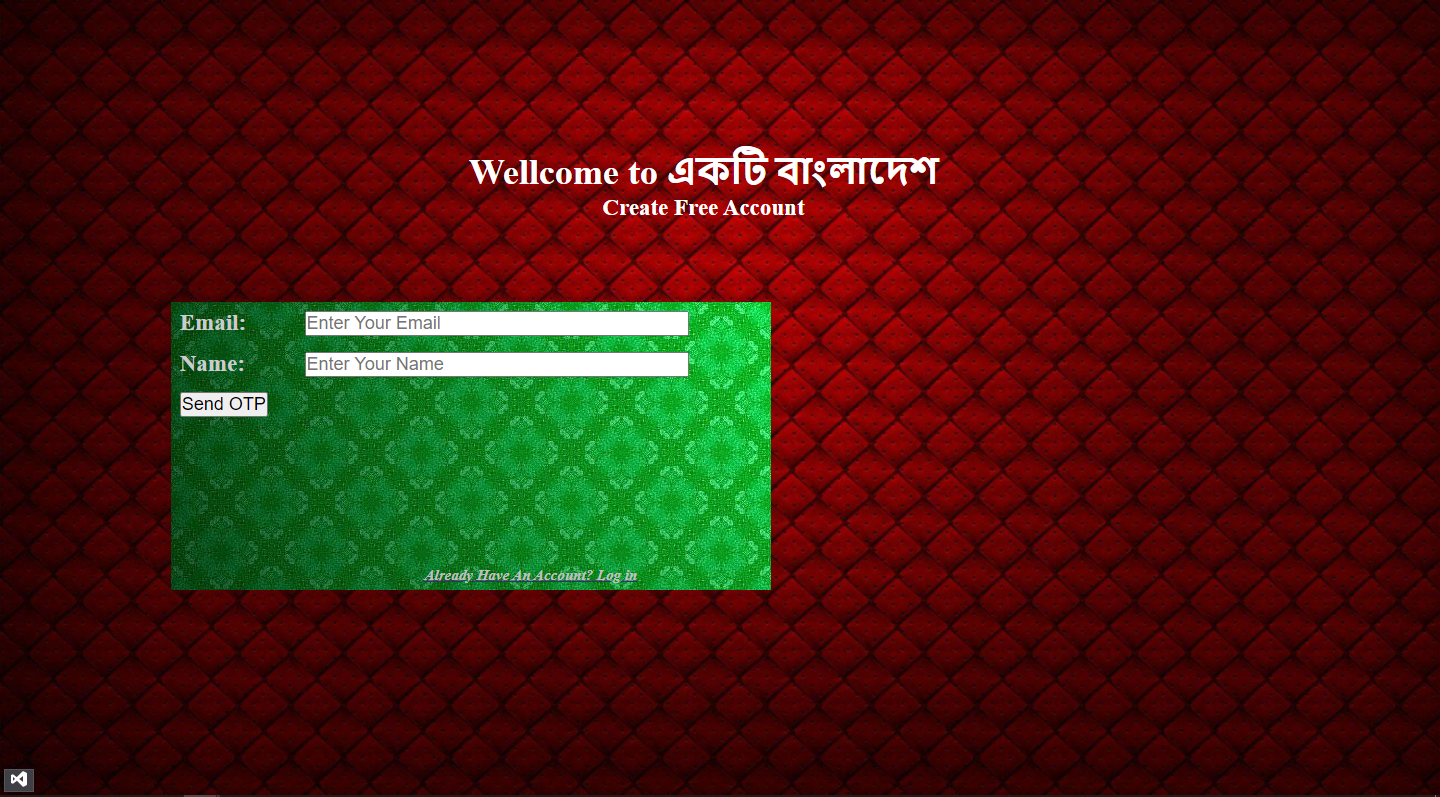 Wellcome to একটি বাংলাদেশ
Create Free Account
Email: Enter Your Email
Name: Enter Your Name
Send OTP
Already Have An Account? Log in